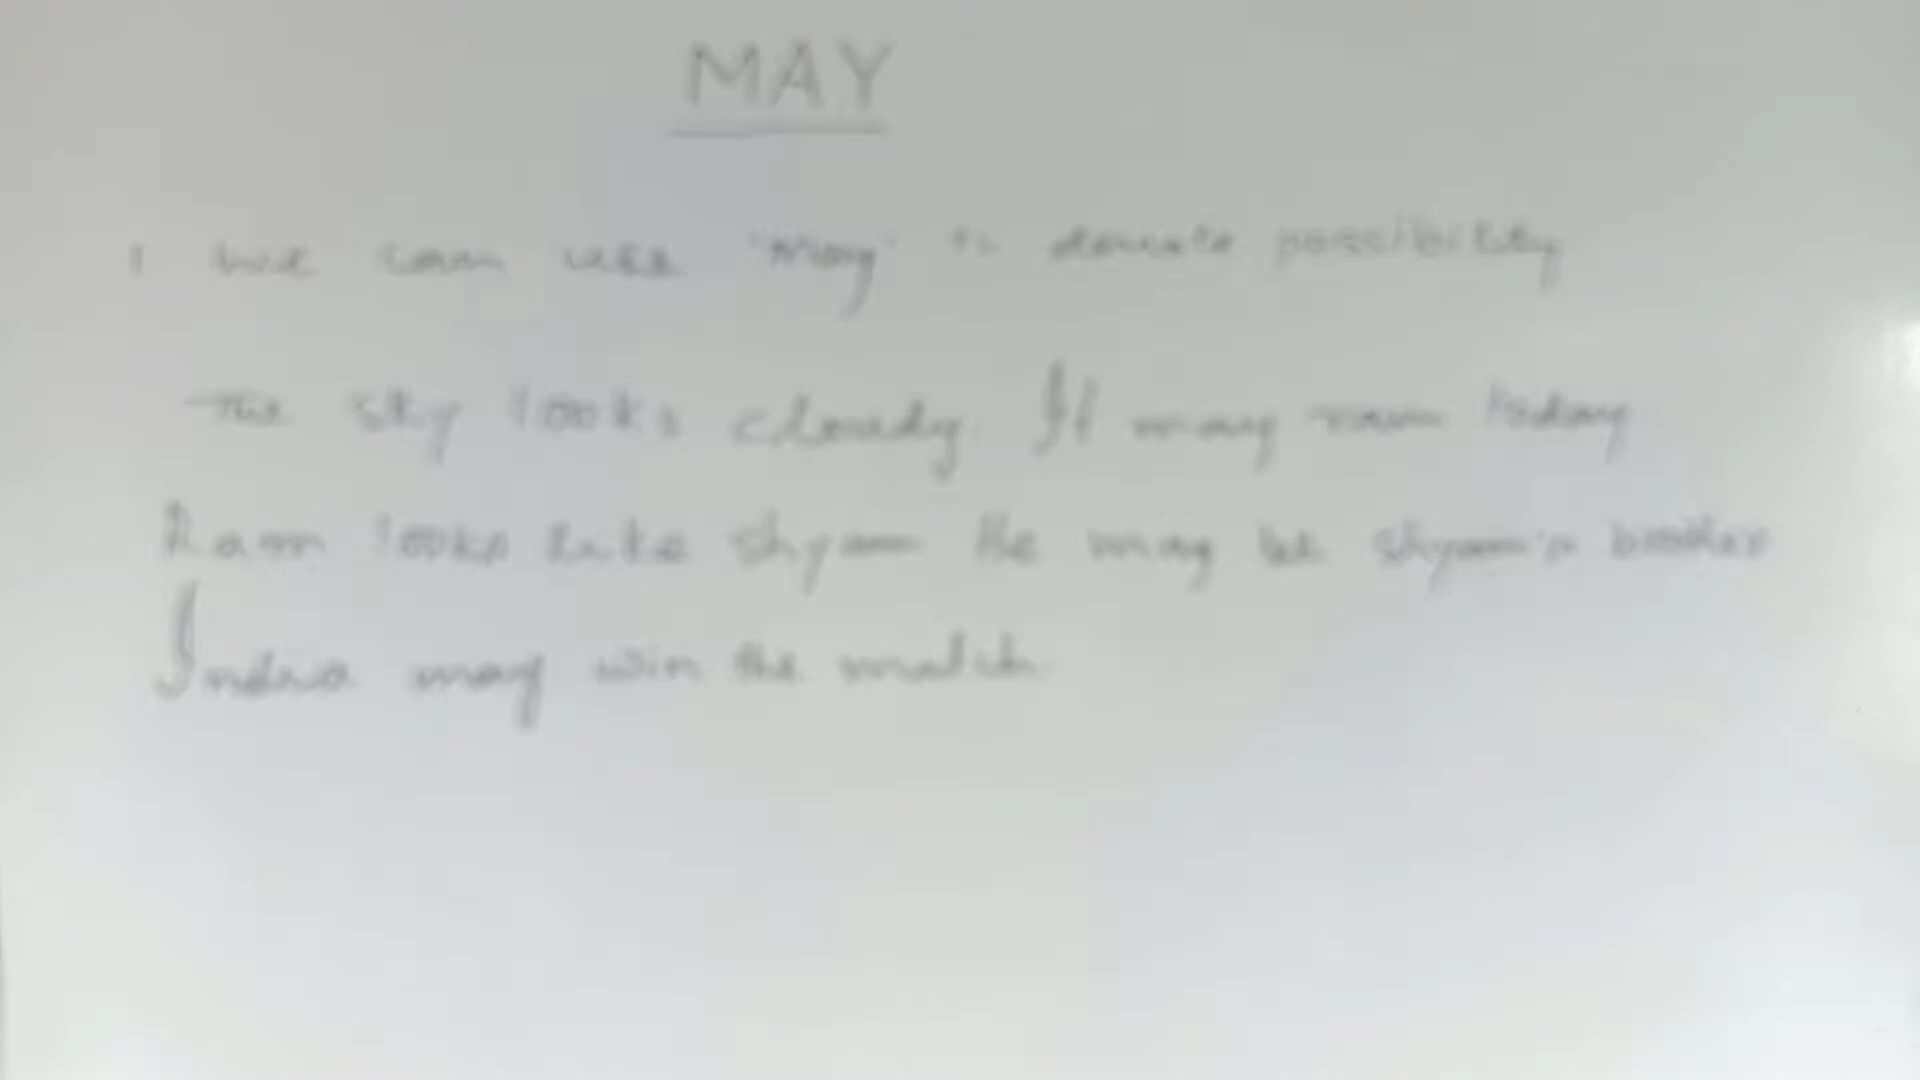 MAY
1 we can use 'may' to denote possibility
The sky looks cloudy. It may rain today
Ram looks like shyam He may be shyam's brother
India may win the match